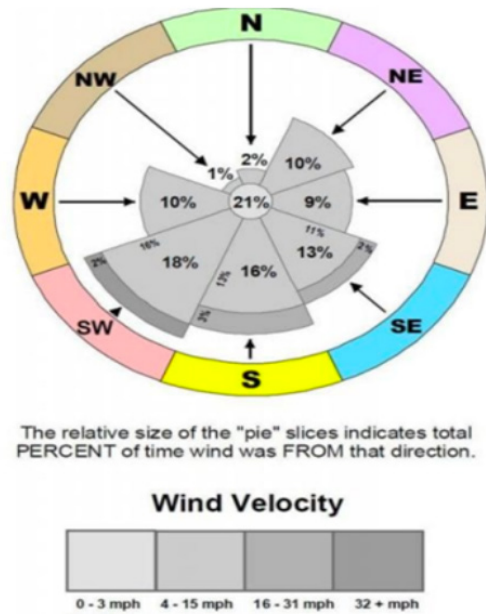 N
NW
NE
2%
1%
10%
W
10%
21%
9%
E
11%
2%
16%
13%
2%
18%
13%
16%
3%
SW
SE
S
The relative size of the "pie" slices indicates total
PERCENT of time wind was FROM that direction.
Wind Velocity
0 - 3 mph
4 - 15 mph
16 - 31 mph
32 + mph